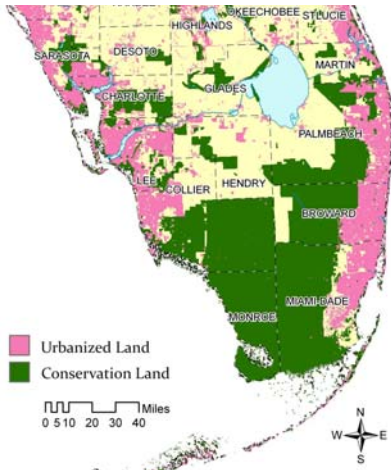 OKEECHOBEE
ST.LUCIE
HIGHLANDS
DESOTO
SARASOTA
MARTIN
GLADES
CHARLOTTE
PALMBEACH
LEE
HENDRY
COLLIER
BROWARD
MIAMI-DADE
MONROE
Urbanized Land
Conservation Land
Miles
0 5 10 20 30 40
N
W E
S